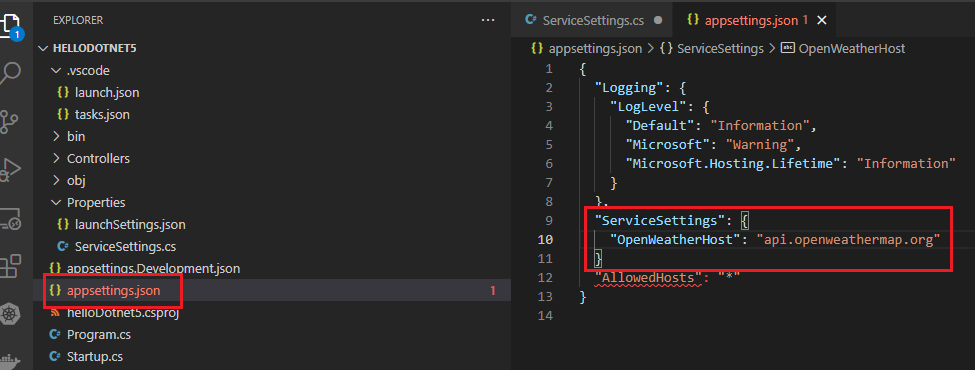 EXPLORER
HELLODOTNET5
.vscode
{} launch.json
{} tasks.json
bin
Controllers
obj
Properties
{} launchSettings.json
C# ServiceSettings.cs
{} appsettings.Development.json
{} appsettings.json 1
helloDotnet5.csproj
C# Program.cs
C# Startup.cs
1
C# ServiceSettings.cs ●
{} appsettings.json 1 ×
{} appsettings.json > {} ServiceSettings > abc OpenWeatherHost
1 {
2 "Logging": {
3 "LogLevel": {
4 "Default": "Information",
5 "Microsoft": "Warning",
6 "Microsoft.Hosting.Lifetime": "Information"
7 }
8 },
9 "ServiceSettings": {
10 "OpenWeatherHost": "api.openweathermap.org"
11 }
12 "AllowedHosts": "*"
13 }
14